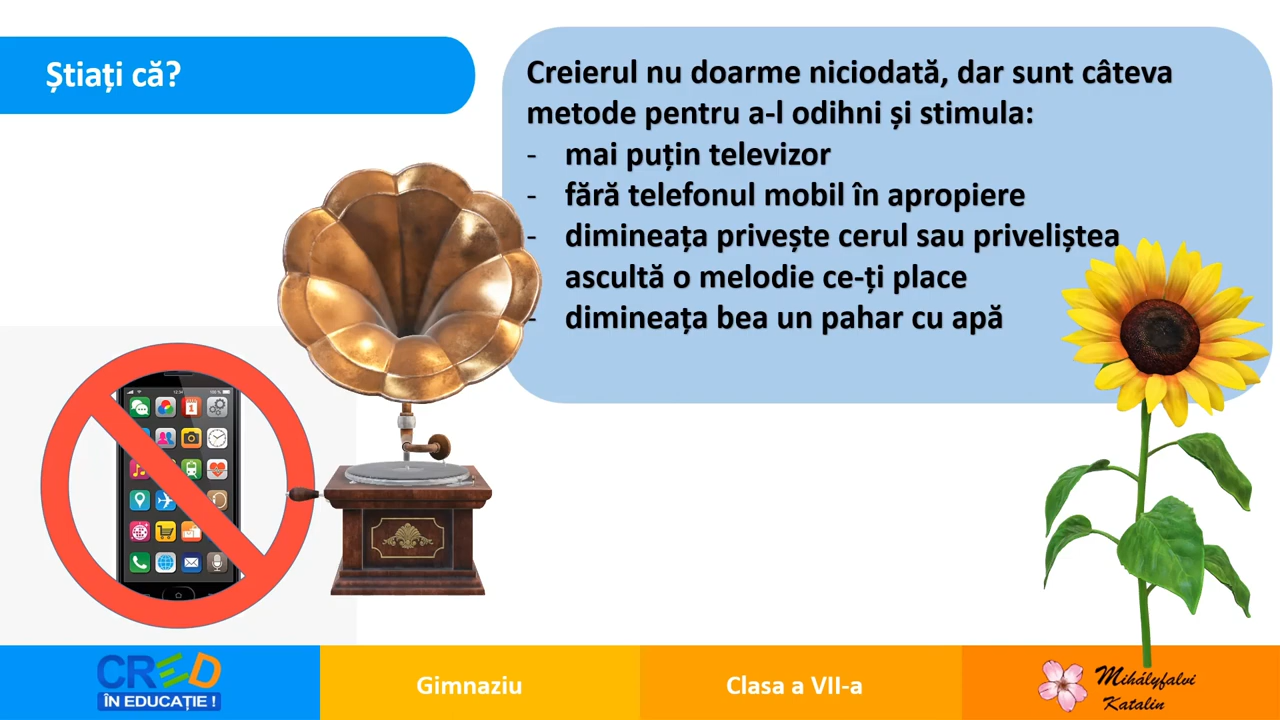 Știați că?
Creierul nu doarme niciodată, dar sunt câteva
metode pentru a-l odihni și stimula:
- mai puțin televizor
- fără telefonul mobil în apropiere
- dimineața privește cerul sau priveliștea
ascultă o melodie ce-ți place
- dimineața bea un pahar cu apă
CRED
ÎN EDUCAȚIE !
Gimnaziu
Clasa a VII-a
Mihályfalvi
Katalin